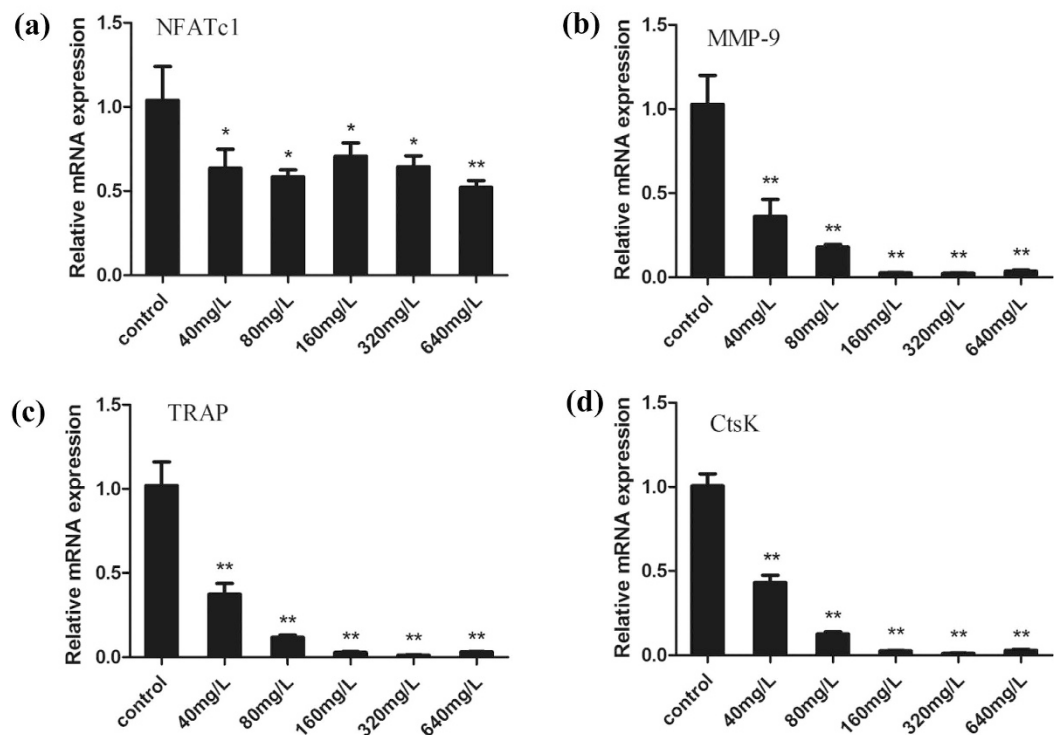 (a)
NFATc1
Relative mRNA expression
1.5
1.0
0.5
0.0
*
*
*
*
**
control
40mg/L
80mg/L
160mg/L
320mg/L
640mg/L
(b)
MMP-9
Relative mRNA expression
1.5
1.0
0.5
0.0
**
**
**
**
**
control
40mg/L
80mg/L
160mg/L
320mg/L
640mg/L
(c)
TRAP
Relative mRNA expression
1.5
1.0
0.5
0.0
**
**
**
**
**
control
40mg/L
80mg/L
160mg/L
320mg/L
640mg/L
(d)
CtsK
Relative mRNA expression
1.5
1.0
0.5
0.0
**
**
**
**
**
control
40mg/L
80mg/L
160mg/L
320mg/L
640mg/L